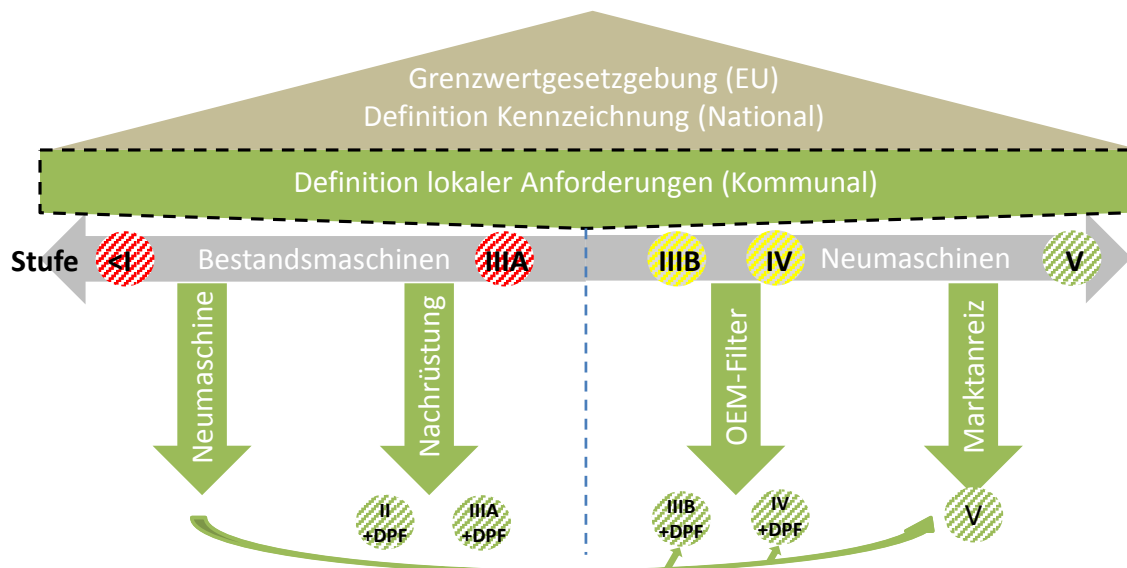 Grenzwertgesetzgebung (EU)
Definition Kennzeichnung (National)
Definition lokaler Anforderungen (Kommunal)
Stufe
<I
Bestandsmaschinen
IIIA
IIIB
IV
Neumaschinen
V
Neumaschine
Nachrüstung
OEM-Filter
Marktanreiz
II
+DPF
IIIA
+DPF
IIIB
+DPF
IV
+DPF
V